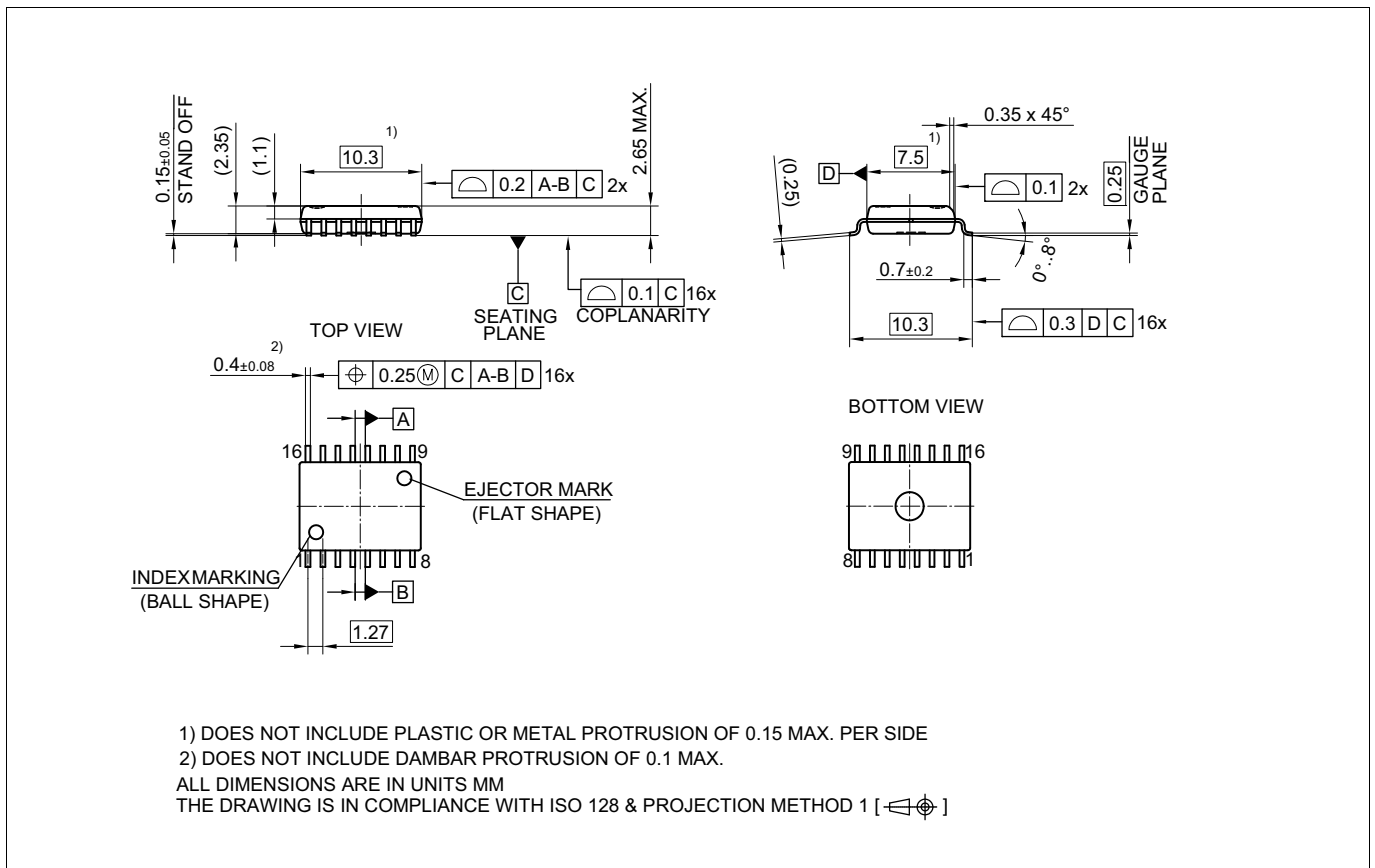 0.15±0.05
STAND OFF
(2.35)
(1.1)
10.3
1)
0.2 A-B C 2x
2.65 MAX.
C
SEATING
PLANE
0.1 C 16x
COPLANARITY
D
7.5
1)
0.35 x 45°
0.1 2x
0.25
GAUGE
PLANE
(0.25)
0°..8°
0.7±0.2
10.3
0.3 D C 16x
TOP VIEW
0.4±0.08
2)
0.25 Ⓜ C A-B D 16x
A
16
9
EJECTOR MARK
(FLAT SHAPE)
1
8
INDEX MARKING
(BALL SHAPE)
B
1.27
BOTTOM VIEW
9
16
8
1
1) DOES NOT INCLUDE PLASTIC OR METAL PROTRUSION OF 0.15 MAX. PER SIDE
2) DOES NOT INCLUDE DAMBAR PROTRUSION OF 0.1 MAX.
ALL DIMENSIONS ARE IN UNITS MM
THE DRAWING IS IN COMPLIANCE WITH ISO 128 & PROJECTION METHOD 1 [ ]